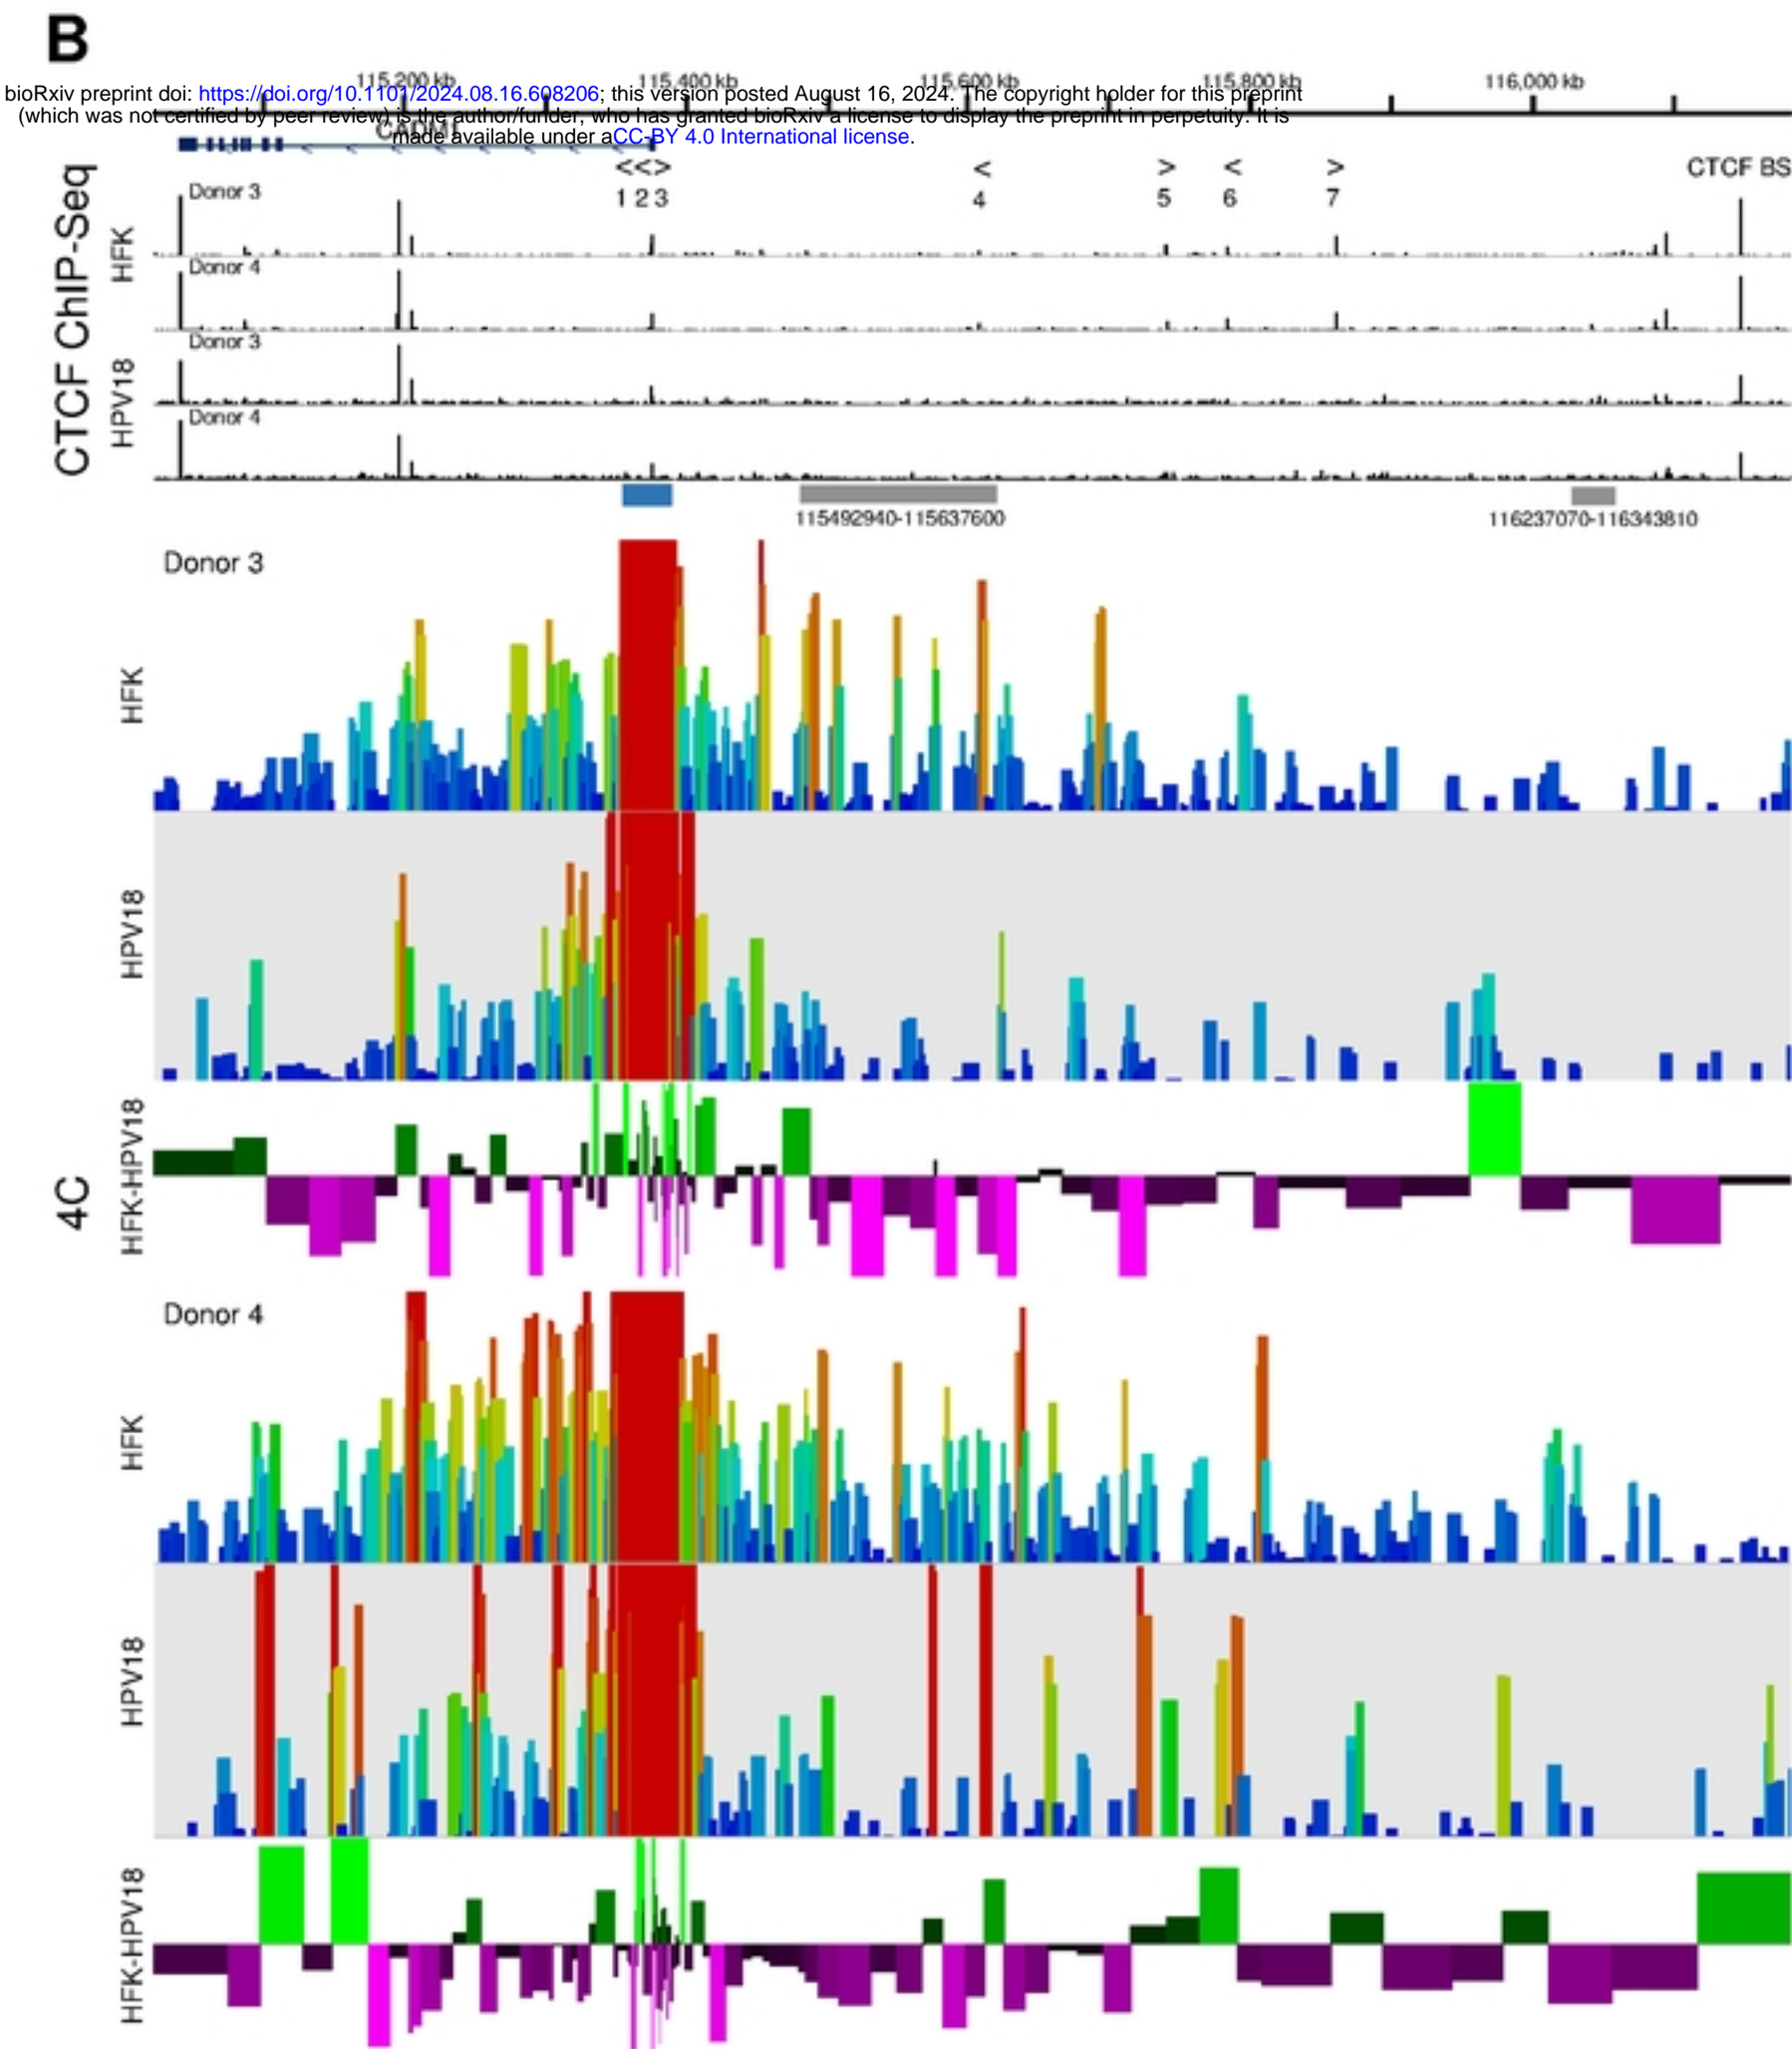 B
115,200 kb 115,400 kb 115,600 kb 115,800 kb 116,000 kb
bioRxiv preprint doi: https://doi.org/10.1101/2024.08.16.608206; this version posted August 16, 2024. The copyright holder for this preprint
(which was not certified by peer review) is the author/funder, who has granted bioRxiv a license to display the preprint in perpetuity. It is
made available under aCC-BY 4.0 International license.
CADM1
<<> < > < > CTCF BS
1 2 3 4 5 6 7
CTCF ChIP-Seq
HFK
Donor 3
Donor 4
HPV18
Donor 3
Donor 4
115492940-115637600 116237070-116343810
4C
Donor 3
HFK
HPV18
HFK-HPV18
Donor 4
HFK
HPV18
HFK-HPV18